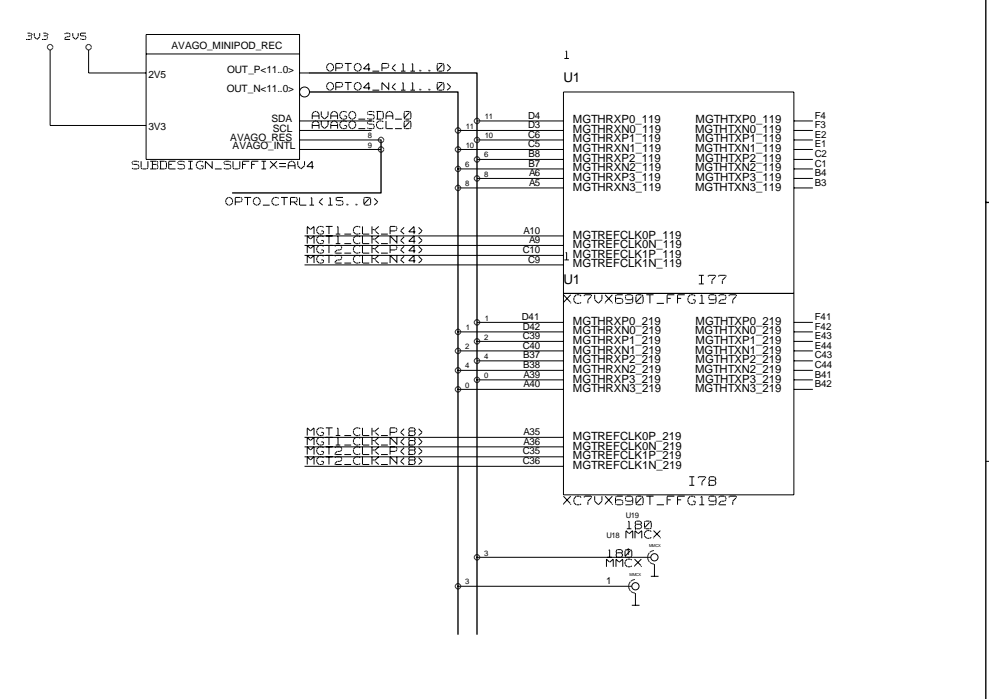 3V3 2V5
AVAGO_MINIPOD_REC
2V5
3V3
OUT_P<11..0>
OUT_N<11..0>
SDA
SCL
AVAGO_RES
AVAGO_INTL
SUBDESIGN_SUFFIX=AV4
OPTO4_P<11..0>
OPTO4_N<11..0>
AVAGO_SDA_0
AVAGO_SCL_0
8
9
OPTO_CTRL1<15..0>
1
U1
11 D4 MGTHRXP0_119 MGTHTXP0_119 F4
11 D3 MGTHRXN0_119 MGTHTXN0_119 F3
10 C6 MGTHRXP1_119 MGTHTXP1_119 E2
10 C5 MGTHRXN1_119 MGTHTXN1_119 E1
6 B8 MGTHRXP2_119 MGTHTXP2_119 C2
6 B7 MGTHRXN2_119 MGTHTXN2_119 C1
8 A6 MGTHRXP3_119 MGTHTXP3_119 B4
8 A5 MGTHRXN3_119 MGTHTXN3_119 B3
MGT1_CLK_P<4> A10 MGTREFCLK0P_119
MGT1_CLK_N<4> A9 MGTREFCLK0N_119
MGT2_CLK_P<4> C10 MGTREFCLK1P_119
MGT2_CLK_N<4> C9 MGTREFCLK1N_119
1
U1 I77
XC7VX690T_FFG1927
1 D41 MGTHRXP0_219 MGTHTXP0_219 F41
1 D42 MGTHRXN0_219 MGTHTXN0_219 F42
2 C39 MGTHRXP1_219 MGTHTXP1_219 E43
2 C40 MGTHRXN1_219 MGTHTXN1_219 E44
4 B37 MGTHRXP2_219 MGTHTXP2_219 C43
4 B38 MGTHRXN2_219 MGTHTXN2_219 C44
0 A39 MGTHRXP3_219 MGTHTXP3_219 B41
0 A40 MGTHRXN3_219 MGTHTXN3_219 B42
MGT1_CLK_P<8> A35 MGTREFCLK0P_219
MGT1_CLK_N<8> A36 MGTREFCLK0N_219
MGT2_CLK_P<8> C35 MGTREFCLK1P_219
MGT2_CLK_N<8> C36 MGTREFCLK1N_219
I78
XC7VX690T_FFG1927
U19
180
U18 MMCX
MMCX
3 180
MMCX
MMCX
3 1